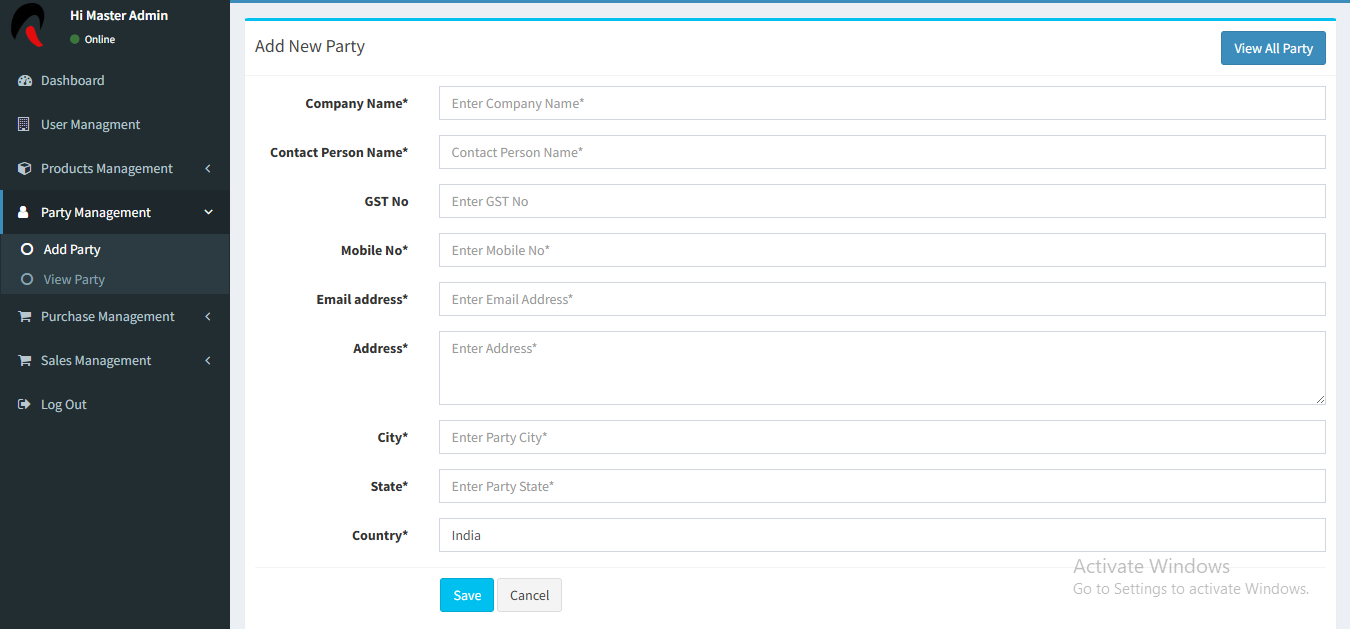 Hi Master Admin
Online
Dashboard
User Managment
Products Management
Party Management
Add Party
View Party
Purchase Management
Sales Management
Log Out
Add New Party
View All Party
Company Name*
Enter Company Name*
Contact Person Name*
Contact Person Name*
GST No
Enter GST No
Mobile No*
Enter Mobile No*
Email address*
Enter Email Address*
Address*
Enter Address*
City*
Enter Party City*
State*
Enter Party State*
Country*
India
Save
Cancel
Activate Windows
Go to Settings to activate Windows.